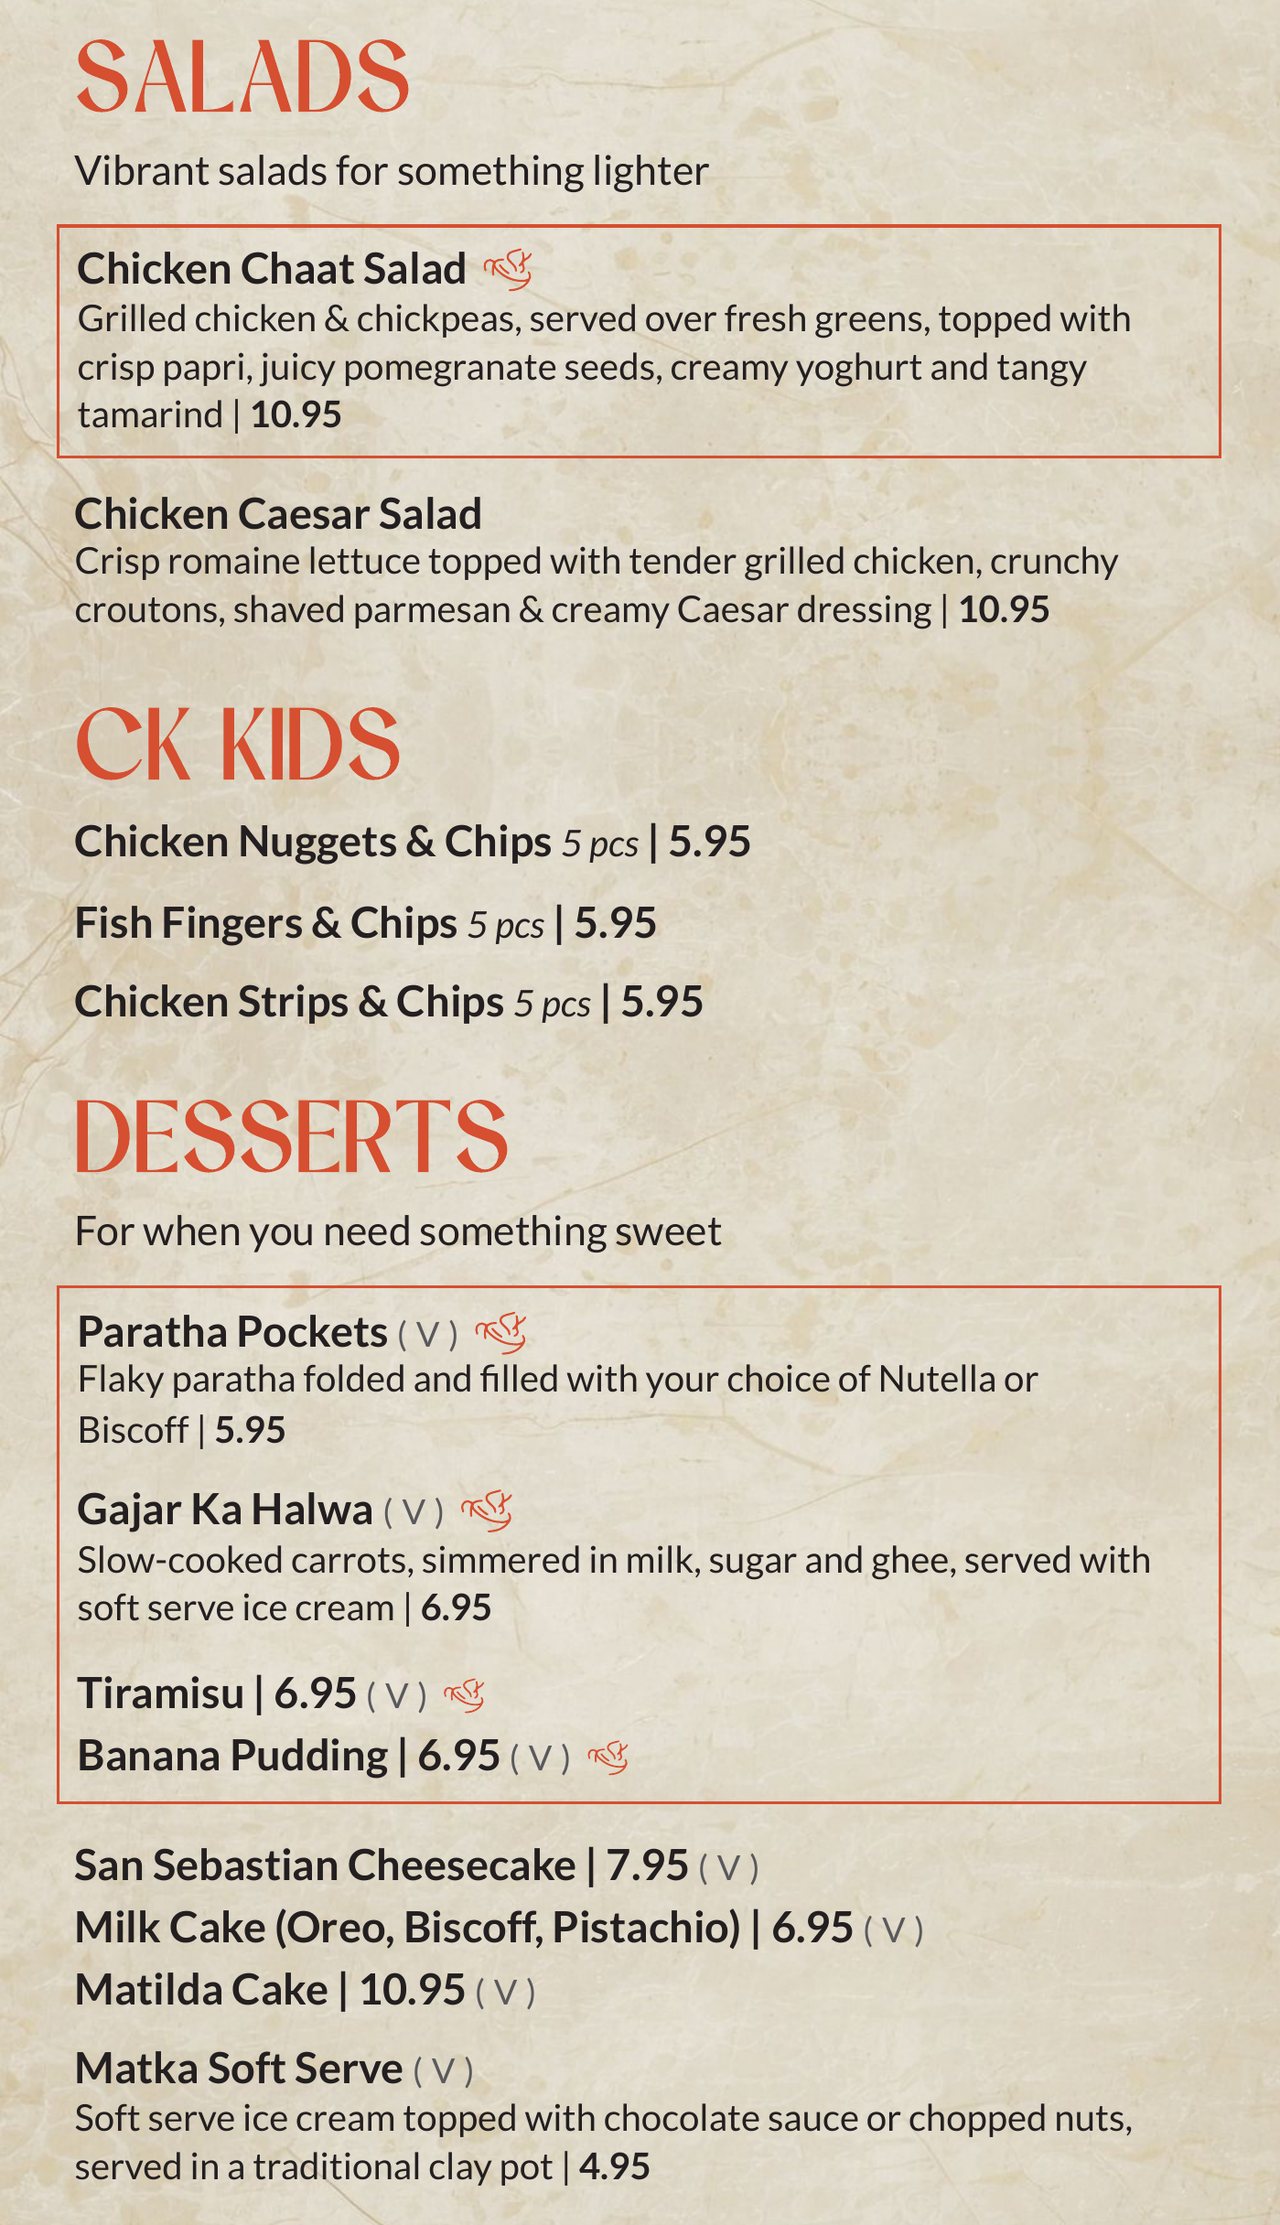 SALADS
Vibrant salads for something lighter
Chicken Chaat Salad
Grilled chicken & chickpeas, served over fresh greens, topped with
crisp papri, juicy pomegranate seeds, creamy yoghurt and tangy
tamarind | 10.95
Chicken Caesar Salad
Crisp romaine lettuce topped with tender grilled chicken, crunchy
croutons, shaved parmesan & creamy Caesar dressing | 10.95
CK KIDS
Chicken Nuggets & Chips 5 pcs | 5.95
Fish Fingers & Chips 5 pcs | 5.95
Chicken Strips & Chips 5 pcs | 5.95
DESSERTS
For when you need something sweet
Paratha Pockets ( V )
Flaky paratha folded and filled with your choice of Nutella or
Biscoff | 5.95
Gajar Ka Halwa ( V )
Slow-cooked carrots, simmered in milk, sugar and ghee, served with
soft serve ice cream | 6.95
Tiramisu | 6.95 ( V )
Banana Pudding | 6.95 ( V )
San Sebastian Cheesecake | 7.95 ( V )
Milk Cake (Oreo, Biscoff, Pistachio) | 6.95 ( V )
Matilda Cake | 10.95 ( V )
Matka Soft Serve ( V )
Soft serve ice cream topped with chocolate sauce or chopped nuts,
served in a traditional clay pot | 4.95